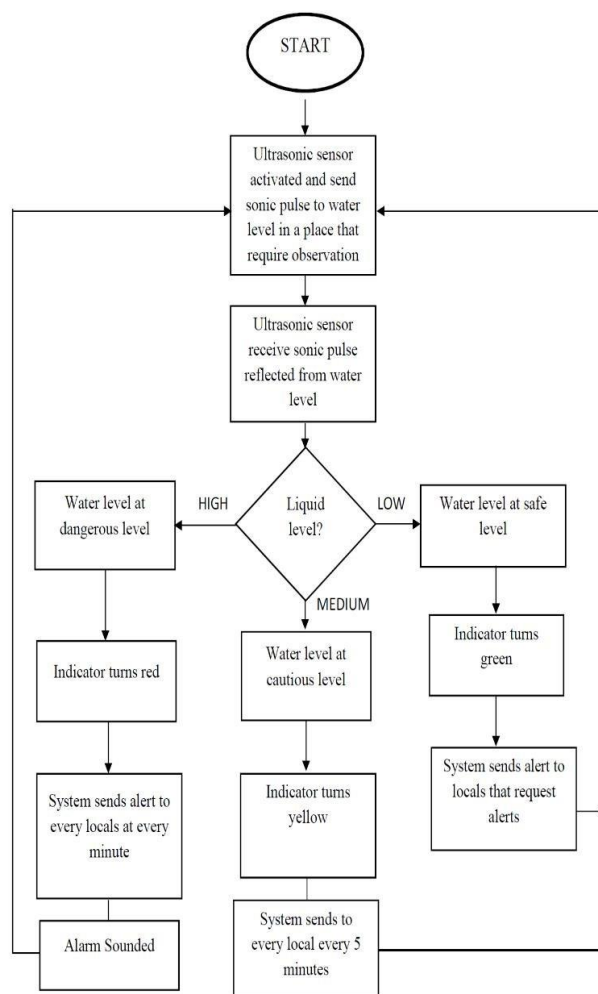 START
Ultrasonic sensor
activated and send
sonic pulse to water
level in a place that
require observation
Ultrasonic sensor
receive sonic pulse
reflected from water
level
Liquid
level?
HIGH
LOW
MEDIUM
Water level at
dangerous level
Indicator turns red
System sends alert to
every locals at every
minute
Alarm Sounded
Water level at
cautious level
Indicator turns
yellow
System sends to
every local every 5
minutes
Water level at safe
level
Indicator turns
green
System sends alert to
locals that request
alerts